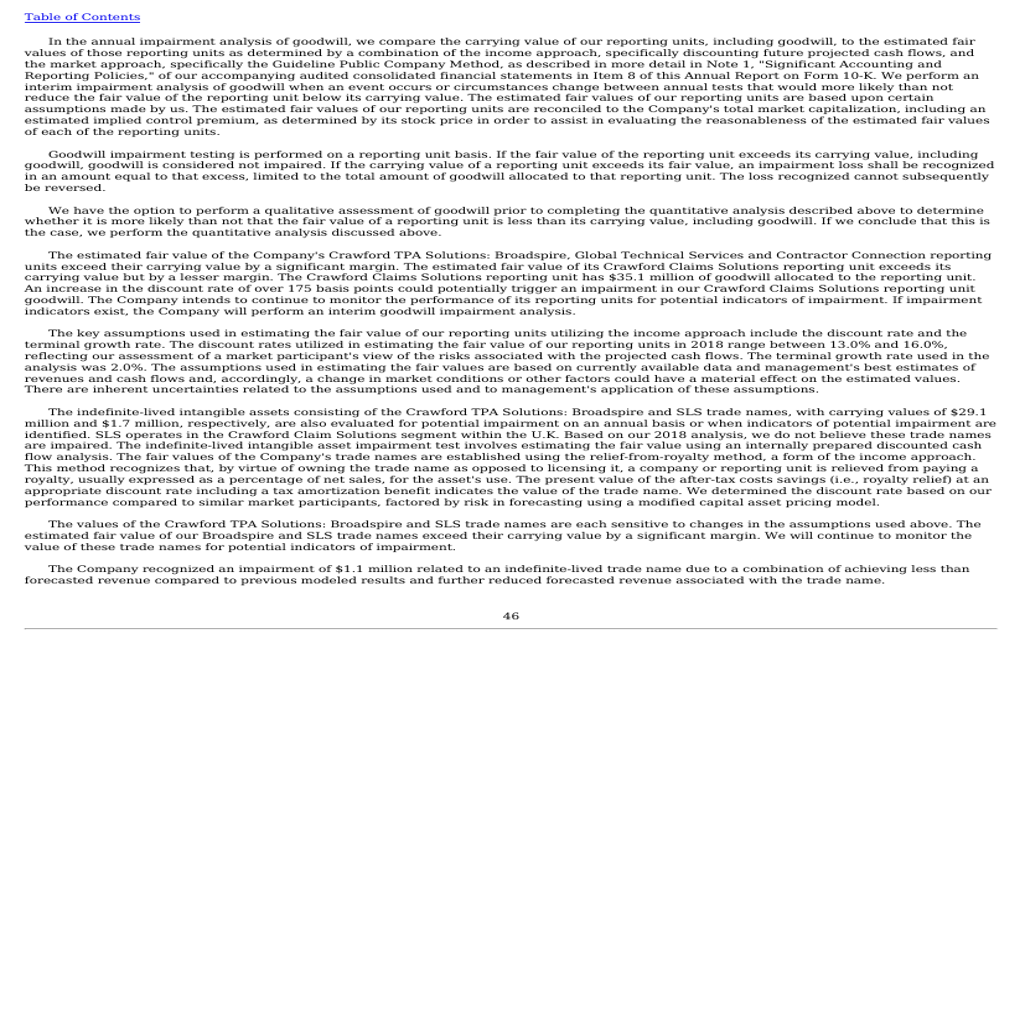 Table of Contents
In the annual impairment analysis of goodwill, we compare the carrying value of our reporting units, including goodwill, to the estimated fair
values of those reporting units as determined by a combination of the income approach, specifically discounting future projected cash flows, and
the market approach, specifically the Guideline Public Company Method, as described in more detail in Note 1, "Significant Accounting and
Reporting Policies," of our accompanying audited consolidated financial statements in Item 8 of this Annual Report on Form 10-K. We perform an
interim impairment analysis of goodwill when an event occurs or circumstances change between annual tests that would more likely than not
reduce the fair value of the reporting unit below its carrying value. The estimated fair values of our reporting units are based upon certain
assumptions made by us. The estimated fair values of our reporting units are reconciled to the Company's total market capitalization, including an
estimated implied control premium, as determined by its stock price in order to assist in evaluating the reasonableness of the estimated fair values
of each of the reporting units.
Goodwill impairment testing is performed on a reporting unit basis. If the fair value of the reporting unit exceeds its carrying value, including
goodwill, goodwill is considered not impaired. If the carrying value of a reporting unit exceeds its fair value, an impairment loss shall be recognized
in an amount equal to that excess, limited to the total amount of goodwill allocated to that reporting unit. The loss recognized cannot subsequently
be reversed.
We have the option to perform a qualitative assessment of goodwill prior to completing the quantitative analysis described above to determine
whether it is more likely than not that the fair value of a reporting unit is less than its carrying value, including goodwill. If we conclude that this is
the case, we perform the quantitative analysis discussed above.
The estimated fair value of the Company's Crawford TPA Solutions: Broadspire, Global Technical Services and Contractor Connection reporting
units exceed their carrying value by a significant margin. The estimated fair value of its Crawford Claims Solutions reporting unit exceeds its
carrying value but by a lesser margin. The Crawford Claims Solutions reporting unit has $35.1 million of goodwill allocated to the reporting unit.
An increase in the discount rate of over 175 basis points could potentially trigger an impairment in our Crawford Claims Solutions reporting unit
goodwill. The Company intends to continue to monitor the performance of its reporting units for potential indicators of impairment. If impairment
indicators exist, the Company will perform an interim goodwill impairment analysis.
The key assumptions used in estimating the fair value of our reporting units utilizing the income approach include the discount rate and the
terminal growth rate. The discount rates utilized in estimating the fair value of our reporting units in 2018 range between 13.0% and 16.0%,
reflecting our assessment of a market participant's view of the risks associated with the projected cash flows. The terminal growth rate used in the
analysis was 2.0%. The assumptions used in estimating the fair values are based on currently available data and management's best estimates of
revenues and cash flows and, accordingly, a change in market conditions or other factors could have a material effect on the estimated values.
There are inherent uncertainties related to the assumptions used and to management's application of these assumptions.
The indefinite-lived intangible assets consisting of the Crawford TPA Solutions: Broadspire and SLS trade names, with carrying values of $29.1
million and $1.7 million, respectively, are also evaluated for potential impairment on an annual basis or when indicators of potential impairment are
identified. SLS operates in the Crawford Claim Solutions segment within the U.K. Based on our 2018 analysis, we do not believe these trade names
are impaired. The indefinite-lived intangible asset impairment test involves estimating the fair value using an internally prepared discounted cash
flow analysis. The fair values of the Company's trade names are established using the relief-from-royalty method, a form of the income approach.
This method recognizes that, by virtue of owning the trade name as opposed to licensing it, a company or reporting unit is relieved from paying a
royalty, usually expressed as a percentage of net sales, for the asset's use. The present value of the after-tax costs savings (i.e., royalty relief) at an
appropriate discount rate including a tax amortization benefit indicates the value of the trade name. We determined the discount rate based on our
performance compared to similar market participants, factored by risk in forecasting using a modified capital asset pricing model.
The values of the Crawford TPA Solutions: Broadspire and SLS trade names are each sensitive to changes in the assumptions used above. The
estimated fair value of our Broadspire and SLS trade names exceed their carrying value by a significant margin. We will continue to monitor the
value of these trade names for potential indicators of impairment.
The Company recognized an impairment of $1.1 million related to an indefinite-lived trade name due to a combination of achieving less than
forecasted revenue compared to previous modeled results and further reduced forecasted revenue associated with the trade name.
46